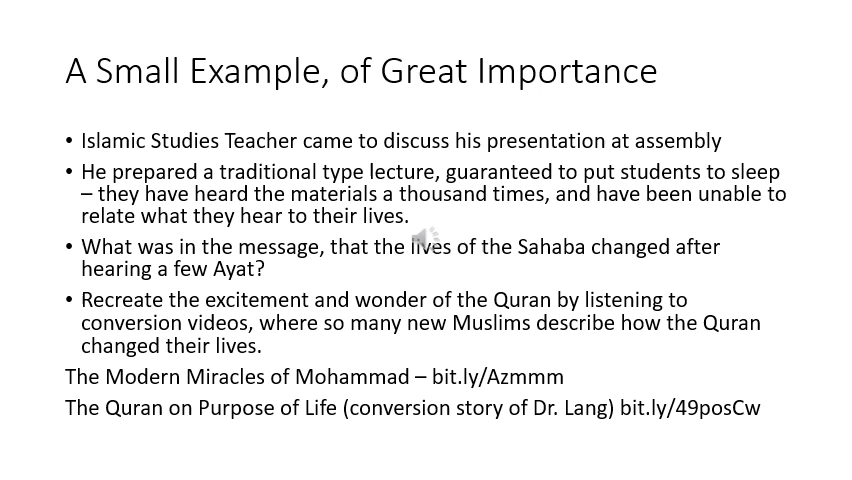 A Small Example, of Great Importance
• Islamic Studies Teacher came to discuss his presentation at assembly
• He prepared a traditional type lecture, guaranteed to put students to sleep
– they have heard the materials a thousand times, and have been unable to
relate what they hear to their lives.
• What was in the message, that the lives of the Sahaba changed after
hearing a few Ayat?
• Recreate the excitement and wonder of the Quran by listening to
conversion videos, where so many new Muslims describe how the Quran
changed their lives.
The Modern Miracles of Mohammad – bit.ly/Azmmm
The Quran on Purpose of Life (conversion story of Dr. Lang) bit.ly/49posCw